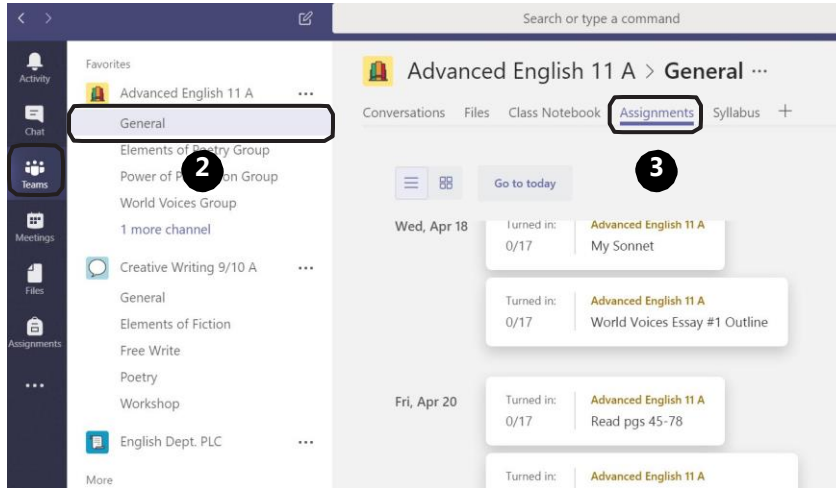 Search or type a command
Activity
Chat
Teams
Meetings
Files
Assignments
Favorites
Advanced English 11 A
General
Elements of Poetry Group
Power of P on Group
World Voices Group
1 more channel
Creative Writing 9/10 A
General
Elements of Fiction
Free Write
Poetry
Workshop
English Dept. PLC
More
2
Advanced English 11 A > General
Conversations Files Class Notebook Assignments Syllabus +
3
Go to today
Wed, Apr 18
Turned in: Advanced English 11 A
0/17 My Sonnet
Turned in: Advanced English 11 A
0/17 World Voices Essay #1 Outline
Fri, Apr 20
Turned in: Advanced English 11 A
0/17 Read pgs 45-78
Turned in: Advanced English 11 A